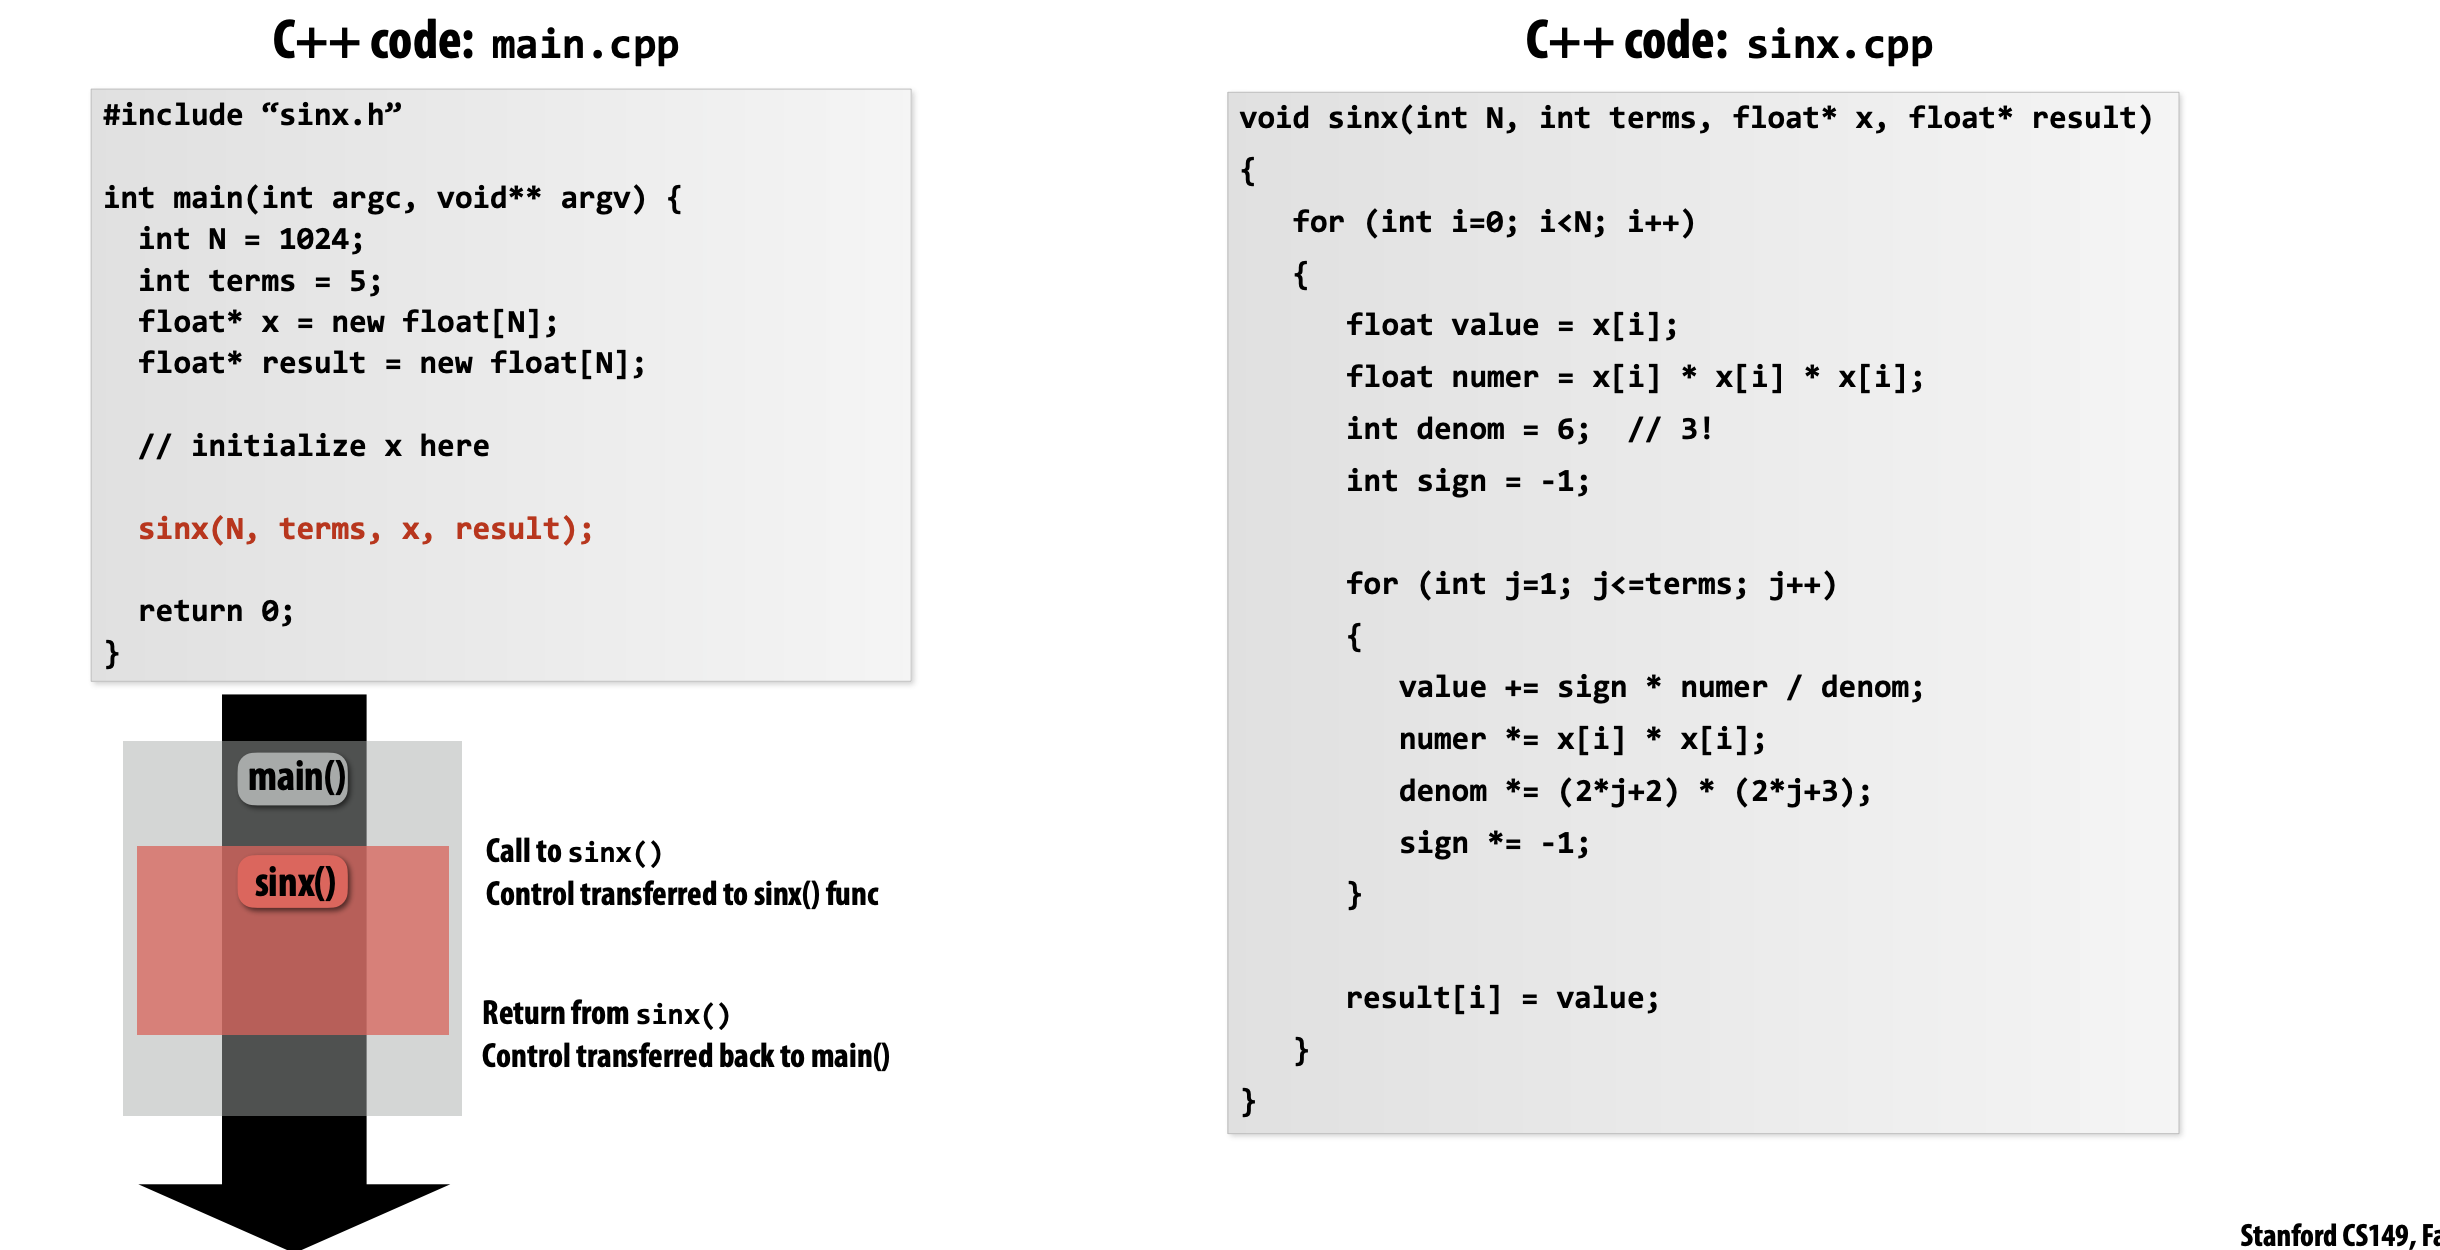 C++ code: main.cpp
#include “sinx.h”
int main(int argc, void** argv) {
int N = 1024;
int terms = 5;
float* x = new float[N];
float* result = new float[N];
// initialize x here
sinx(N, terms, x, result);
return 0;
}
main()
sinx()
Call to sinx()
Control transferred to sinx() func
Return from sinx()
Control transferred back to main()
C++ code: sinx.cpp
void sinx(int N, int terms, float* x, float* result)
{
for (int i=0; i<N; i++)
{
float value = x[i];
float numer = x[i] * x[i] * x[i];
int denom = 6;  // 3!
int sign = -1;
for (int j=1; j<=terms; j++)
{
value += sign * numer / denom;
numer *= x[i] * x[i];
denom *= (2*j+2) * (2*j+3);
sign *= -1;
}
result[i] = value;
}
}
Stanford CS149,